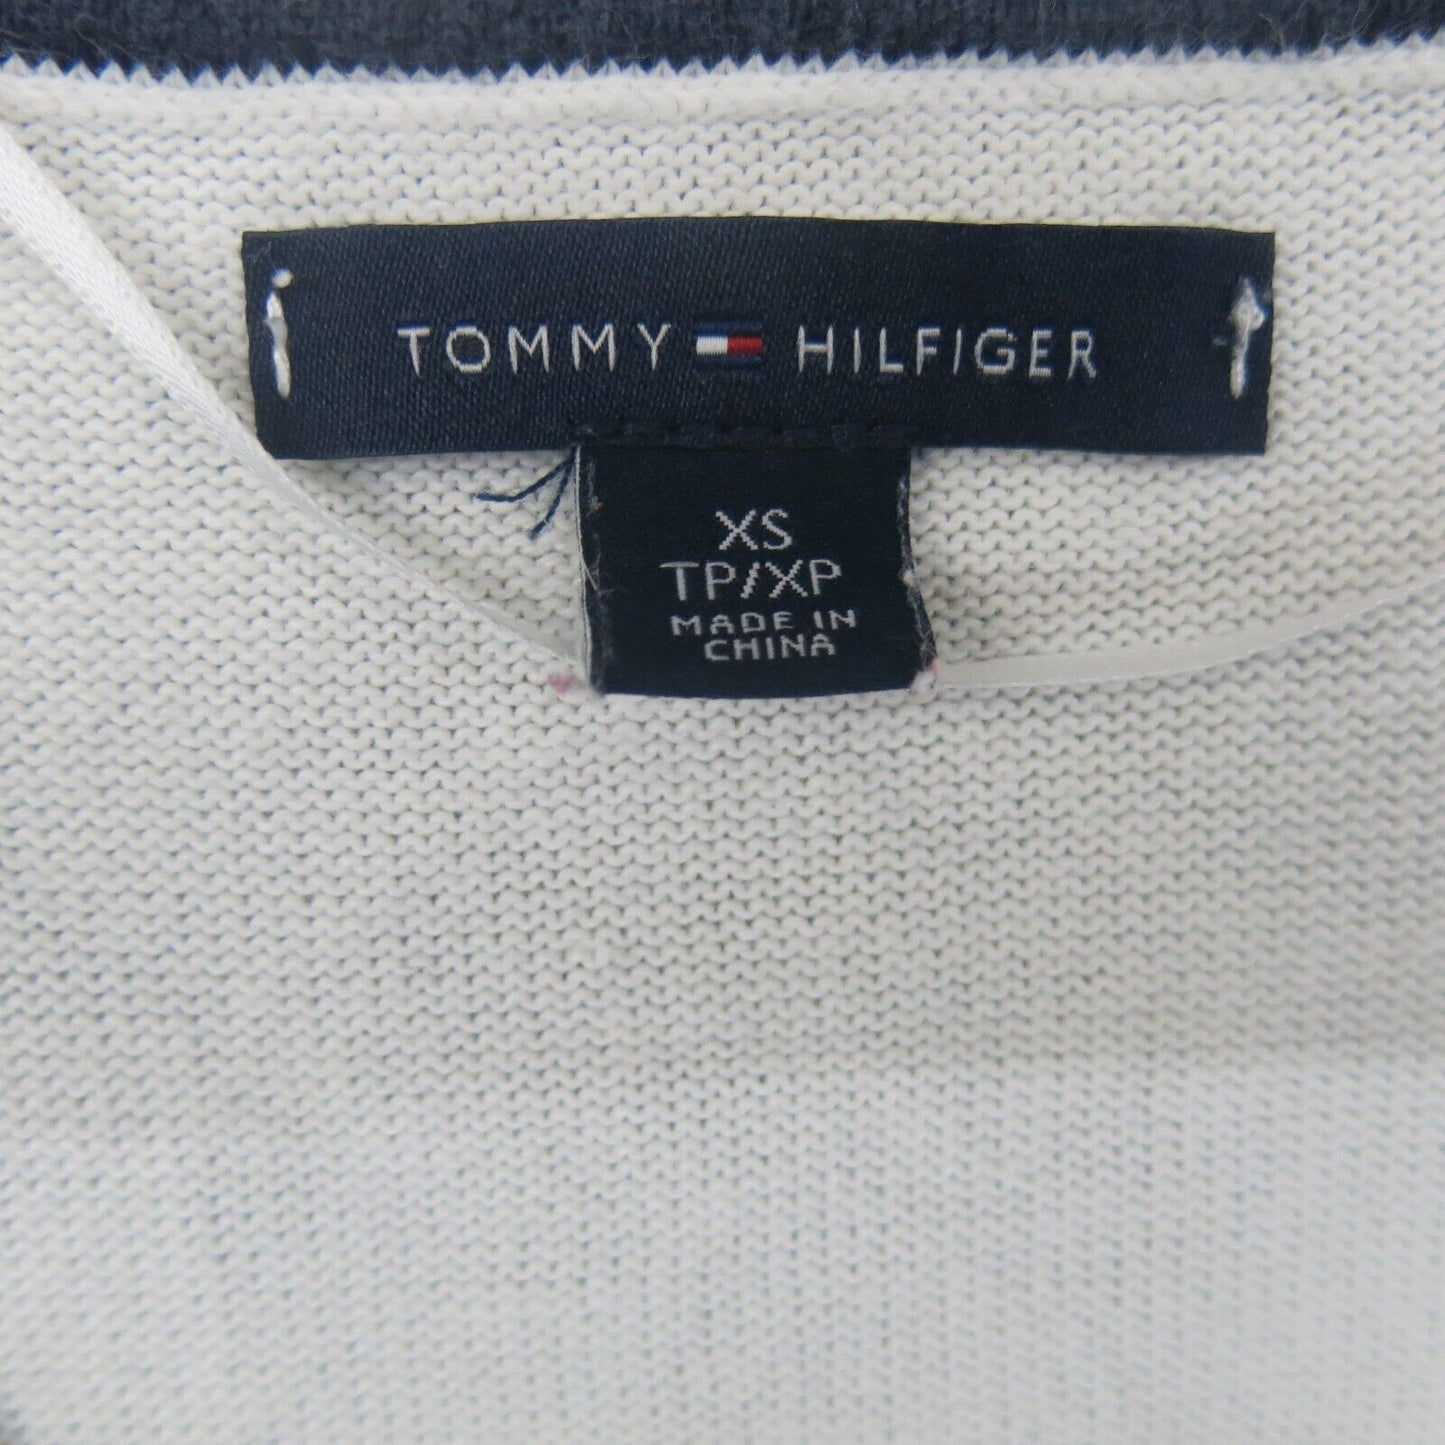 TOMMY HILFIGER
XS
TP/XP
MADE IN
CHINA